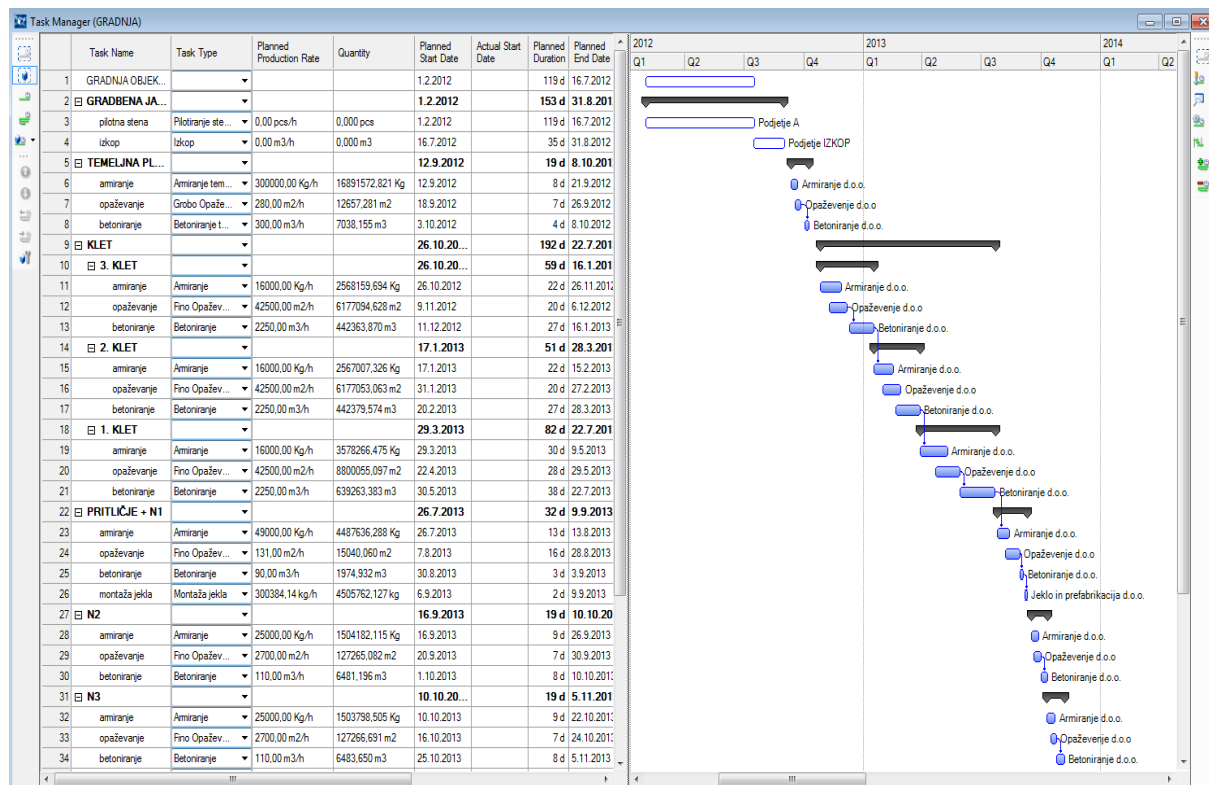 Task Manager (GRADNJA)
Task Name Task Type Planned Production Rate Quantity Planned Start Date Actual Start Date Planned Duration Planned End Date
2012 2013 2014
Q1 Q2 Q3 Q4 Q1 Q2 Q3 Q4 Q1 Q2
1 GRADNJA OBJEK... 1.2.2012 119 d 16.7.2012
2 GRADBENA JA... 1.2.2012 153 d 31.8.201
3 pilotna stena Pilotiranje ste... 0,00 pcs/h 0,000 pcs 1.2.2012 119 d 16.7.2012 Podjetje A
4 izkop Izkop 0,00 m3/h 0,000 m3 16.7.2012 35 d 31.8.2012 Podjetje IZKOP
5 TEMELJNA PL... 12.9.2012 19 d 8.10.201
6 armiranje Armiranje tem... 300000,00 Kg/h 16891572,821 Kg 12.9.2012 8 d 21.9.2012 Armiranje d.o.o.
7 opaževanje Grobo Opaže... 280,00 m2/h 12657,281 m2 18.9.2012 7 d 26.9.2012 Opaževenje d.o.o
8 betoniranje Betoniranje t... 300,00 m3/h 7038,155 m3 3.10.2012 4 d 8.10.2012 Betoniranje d.o.o.
9 KLET 26.10.20... 192 d 22.7.201
10 3. KLET 26.10.20... 59 d 16.1.201
11 armiranje Armiranje 16000,00 Kg/h 2568159,694 Kg 26.10.2012 22 d 26.11.2012 Armiranje d.o.o.
12 opaževanje Fino Opažev... 42500,00 m2/h 6177094,628 m2 9.11.2012 20 d 6.12.2012 Opaževenje d.o.o
13 betoniranje Betoniranje 2250,00 m3/h 442363,870 m3 11.12.2012 27 d 16.1.2013 Betoniranje d.o.o.
14 2. KLET 17.1.2013 51 d 28.3.201
15 armiranje Armiranje 16000,00 Kg/h 2567007,326 Kg 17.1.2013 22 d 15.2.2013 Armiranje d.o.o.
16 opaževanje Fino Opažev... 42500,00 m2/h 6177053,063 m2 31.1.2013 20 d 27.2.2013 Opaževenje d.o.o
17 betoniranje Betoniranje 2250,00 m3/h 442379,574 m3 20.2.2013 27 d 28.3.2013 Betoniranje d.o.o.
18 1. KLET 29.3.2013 82 d 22.7.201
19 armiranje Armiranje 16000,00 Kg/h 3578266,475 Kg 29.3.2013 30 d 9.5.2013 Armiranje d.o.o.
20 opaževanje Fino Opažev... 42500,00 m2/h 8800055,097 m2 22.4.2013 28 d 29.5.2013 Opaževenje d.o.o
21 betoniranje Betoniranje 2250,00 m3/h 639263,383 m3 30.5.2013 38 d 22.7.2013 Betoniranje d.o.o.
22 PRITLIČJE + N1 26.7.2013 32 d 9.9.2013
23 armiranje Armiranje 49000,00 Kg/h 4487636,288 Kg 26.7.2013 13 d 13.8.2013 Armiranje d.o.o.
24 opaževanje Fino Opažev... 131,00 m2/h 15040,060 m2 7.8.2013 16 d 28.8.2013 Opaževenje d.o.o
25 betoniranje Betoniranje 90,00 m3/h 1974,932 m3 30.8.2013 3 d 3.9.2013 Betoniranje d.o.o.
26 montaža jekla Montaža jekla 300384,14 kg/h 4505762,127 kg 6.9.2013 2 d 9.9.2013 Jeklo in prefabrikacija d.o.o.
27 N2 16.9.2013 19 d 10.10.20
28 armiranje Armiranje 25000,00 Kg/h 1504182,115 Kg 16.9.2013 9 d 26.9.2013 Armiranje d.o.o.
29 opaževanje Fino Opažev... 2700,00 m2/h 127265,082 m2 20.9.2013 7 d 30.9.2013 Opaževenje d.o.o
30 betoniranje Betoniranje 110,00 m3/h 6481,196 m3 1.10.2013 8 d 10.10.2013 Betoniranje d.o.o.
31 N3 10.10.20... 19 d 5.11.201
32 armiranje Armiranje 25000,00 Kg/h 1503798,505 Kg 10.10.2013 9 d 22.10.2013 Armiranje d.o.o.
33 opaževanje Fino Opažev... 2700,00 m2/h 127266,691 m2 16.10.2013 7 d 24.10.2013 Opaževenje d.o.o
34 betoniranje Betoniranje 110,00 m3/h 6483,650 m3 25.10.2013 8 d 5.11.2013 Betoniranje d.o.o.